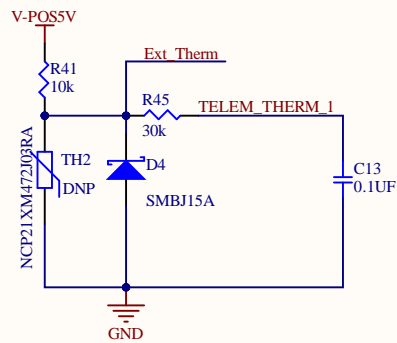 V-POS5V
Ext_Therm
R41
10k
R45
30k
TELEM_THERM_1
NCP21XM472J03RA
TH2
DNP
D4
SMBJ15A
C13
0.1UF
GND